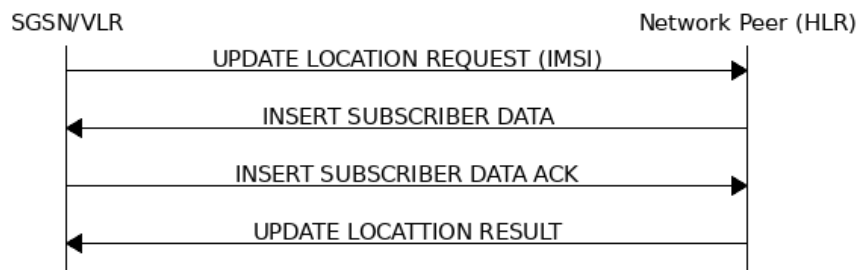 SGSN/VLR Network Peer (HLR)
UPDATE LOCATION REQUEST (IMSI)
INSERT SUBSCRIBER DATA
INSERT SUBSCRIBER DATA ACK
UPDATE LOCATTION RESULT